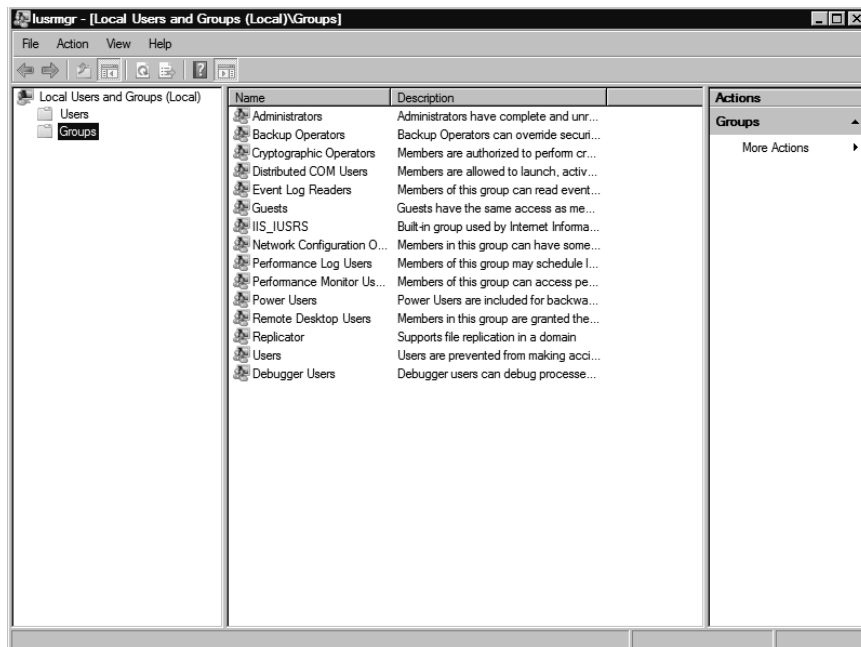 lusrmgr - [Local Users and Groups (Local)\Groups]
File Action View Help
Local Users and Groups (Local)
Users
Groups
Name Description
Administrators Administrators have complete and unr...
Backup Operators Backup Operators can override securi...
Cryptographic Operators Members are authorized to perform cr...
Distributed COM Users Members are allowed to launch, activ...
Event Log Readers Members of this group can read event...
Guests Guests have the same access as me...
IIS_IUSRS Built-in group used by Internet Informa...
Network Configuration O... Members in this group can have some...
Performance Log Users Members of this group may schedule l...
Performance Monitor Us... Members of this group can access pe...
Power Users Power Users are included for backwa...
Remote Desktop Users Members in this group are granted the...
Replicator Supports file replication in a domain
Users Users are prevented from making acci...
Debugger Users Debugger users can debug processe...
Actions
Groups
More Actions